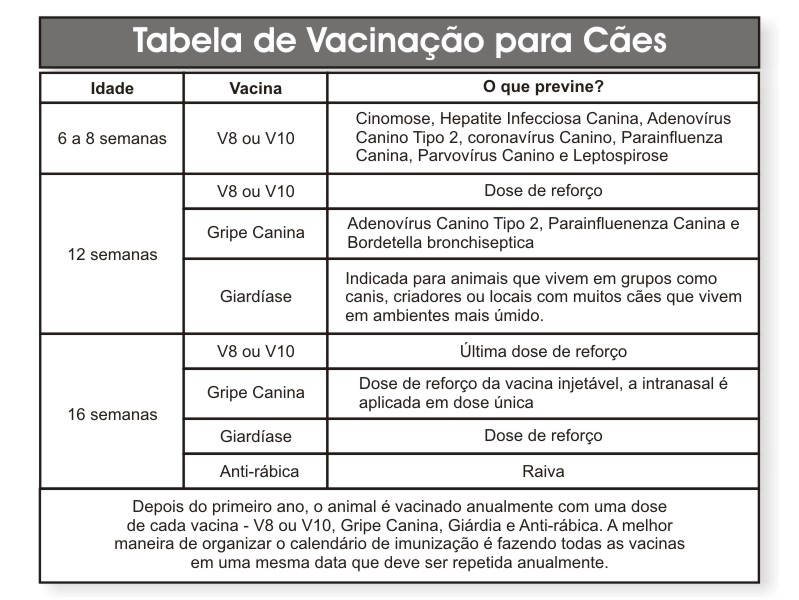 Tabela de Vacinação para Cães
Idade
Vacina
O que previne?
6 a 8 semanas
V8 ou V10
Cinomose, Hepatite Infecciosa Canina, Adenovírus
Canino Tipo 2, coronavírus Canino, Parainfluenza
Canina, Parvovírus Canino e Leptospirose
12 semanas
V8 ou V10
Dose de reforço
Gripe Canina
Adenovírus Canino Tipo 2, Parainfluenenza Canina e
Bordetella bronchiseptica
Giardíase
Indicada para animais que vivem em grupos como
canis, criadores ou locais com muitos cães que vivem
em ambientes mais úmido.
16 semanas
V8 ou V10
Última dose de reforço
Gripe Canina
Dose de reforço da vacina injetável, a intranasal é
aplicada em dose única
Giardíase
Dose de reforço
Anti-rábica
Raiva
Depois do primeiro ano, o animal é vacinado anualmente com uma dose
de cada vacina - V8 ou V10, Gripe Canina, Giárdia e Anti-rábica. A melhor
maneira de organizar o calendário de imunização é fazendo todas as vacinas
em uma mesma data que deve ser repetida anualmente.